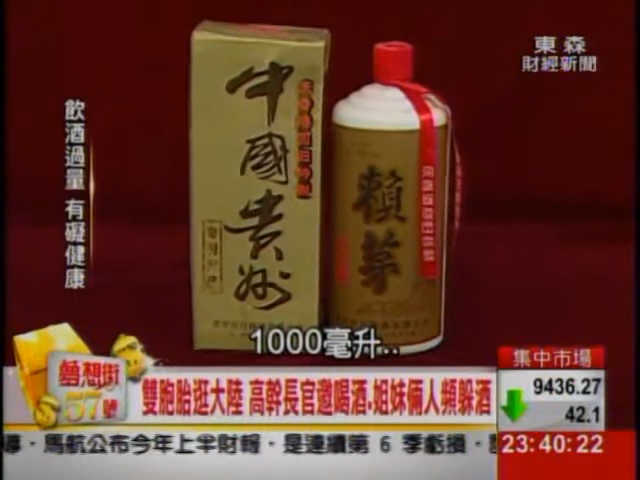 東森
財經新聞
飲酒過量 有礙健康
中國貴州
賴茅
1000毫升..
夢想街
57號
雙胞胎逛大陸 高幹長官邀喝酒.姐妹倆人頻躲酒
集中市場
9436.27
42.1
導．馬航公布今年上半財報．是連續第 6 季虧損．
23:40:22